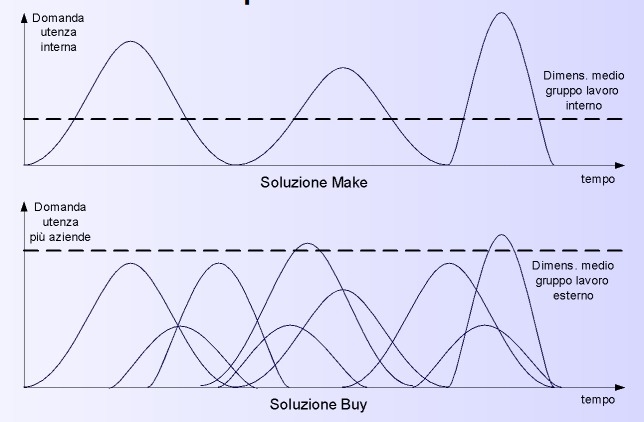 Domanda
utenza
interna
Dimens. medio
gruppo lavoro
interno
tempo
Soluzione Make
Domanda
utenza
più aziende
Dimens. medio
gruppo lavoro
esterno
tempo
Soluzione Buy